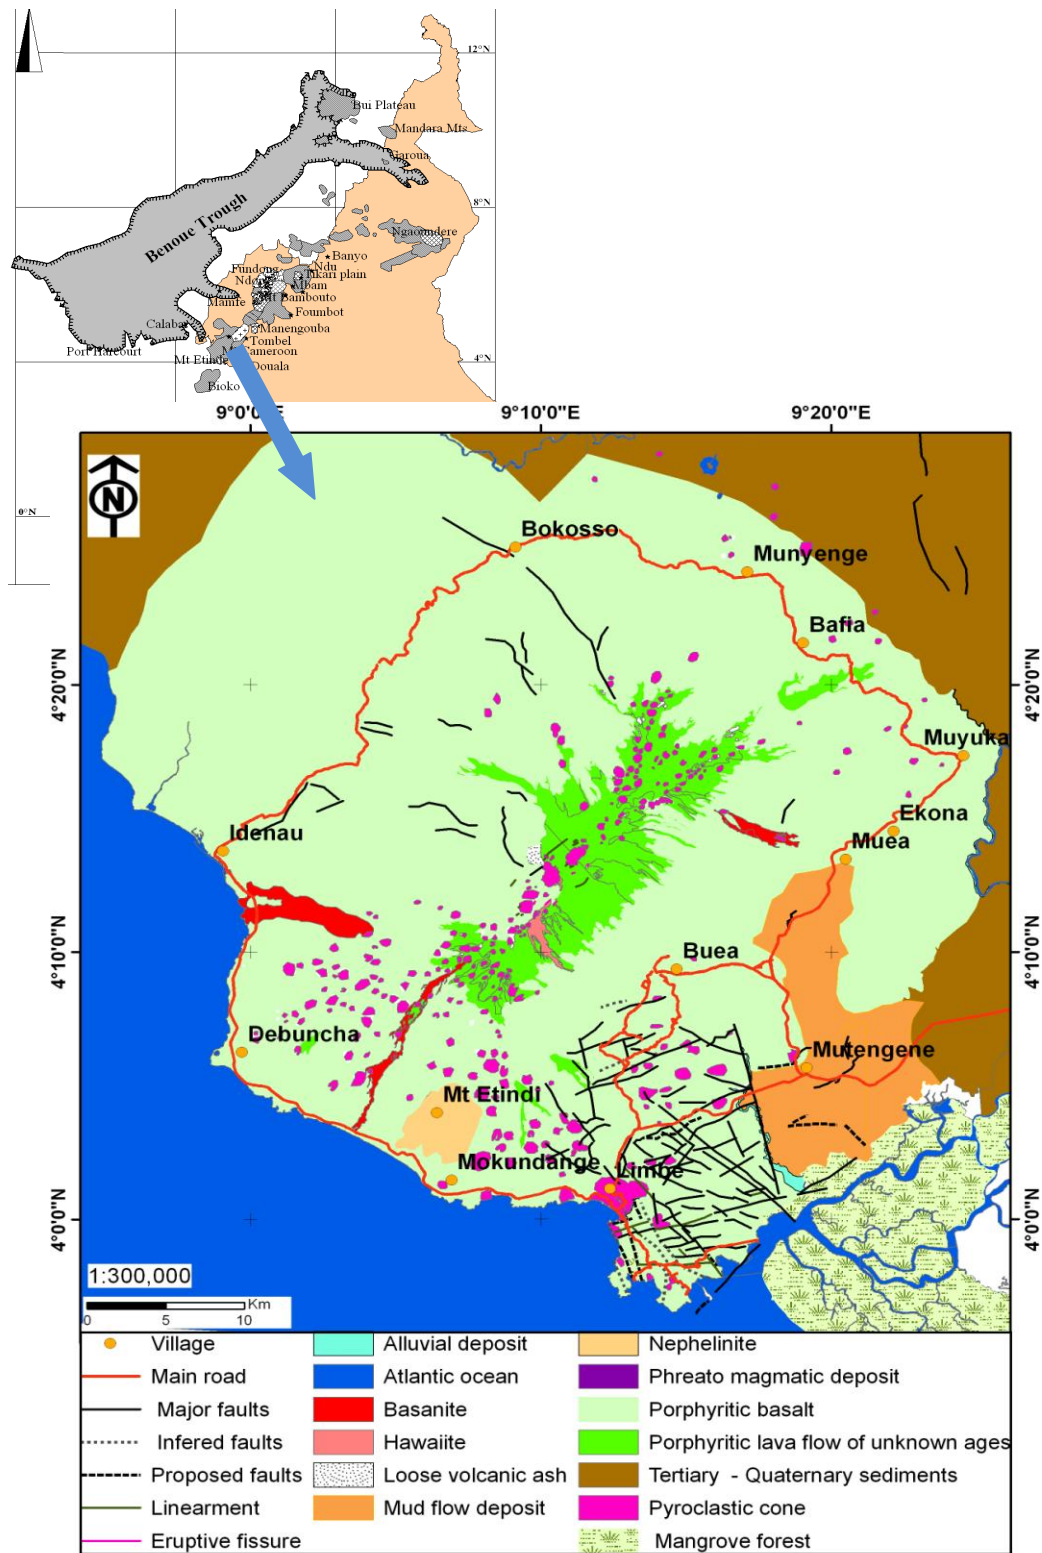 12°N
Bui Plateau
Mandara Mts
Garoua
8°N
Benoue Trough
Ngaoundere
Banyo
Ndu
Fundong
Tikari plain
Mbam
Mt Bambouto
Mamfe
Foumbot
Calabar
Manengouba
Tombel
Port Harcourt
Cameroon
4°N
Mt Etinde
Douala
Bioko
0°N
9°0'0"E
9°10'0"E
9°20'0"E
N
Bokosso
Munyenge
Bafia
4°20'0"N
4°20'0"N
Muyuka
Ekona
Idenau
Muea
4°10'0"N
Buea
4°10'0"N
Debuncha
Mutengene
Mt Etindi
Mokundange
Limbe
4°0'0"N
4°0'0"N
1:300,000
Km
0 5 10
Village
Alluvial deposit
Nephelinite
Main road
Atlantic ocean
Phreato magmatic deposit
Major faults
Basanite
Porphyritic basalt
Infered faults
Hawaiite
Porphyritic lava flow of unknown ages
Proposed faults
Loose volcanic ash
Tertiary - Quaternary sediments
Linearment
Mud flow deposit
Pyroclastic cone
Eruptive fissure
Mangrove forest